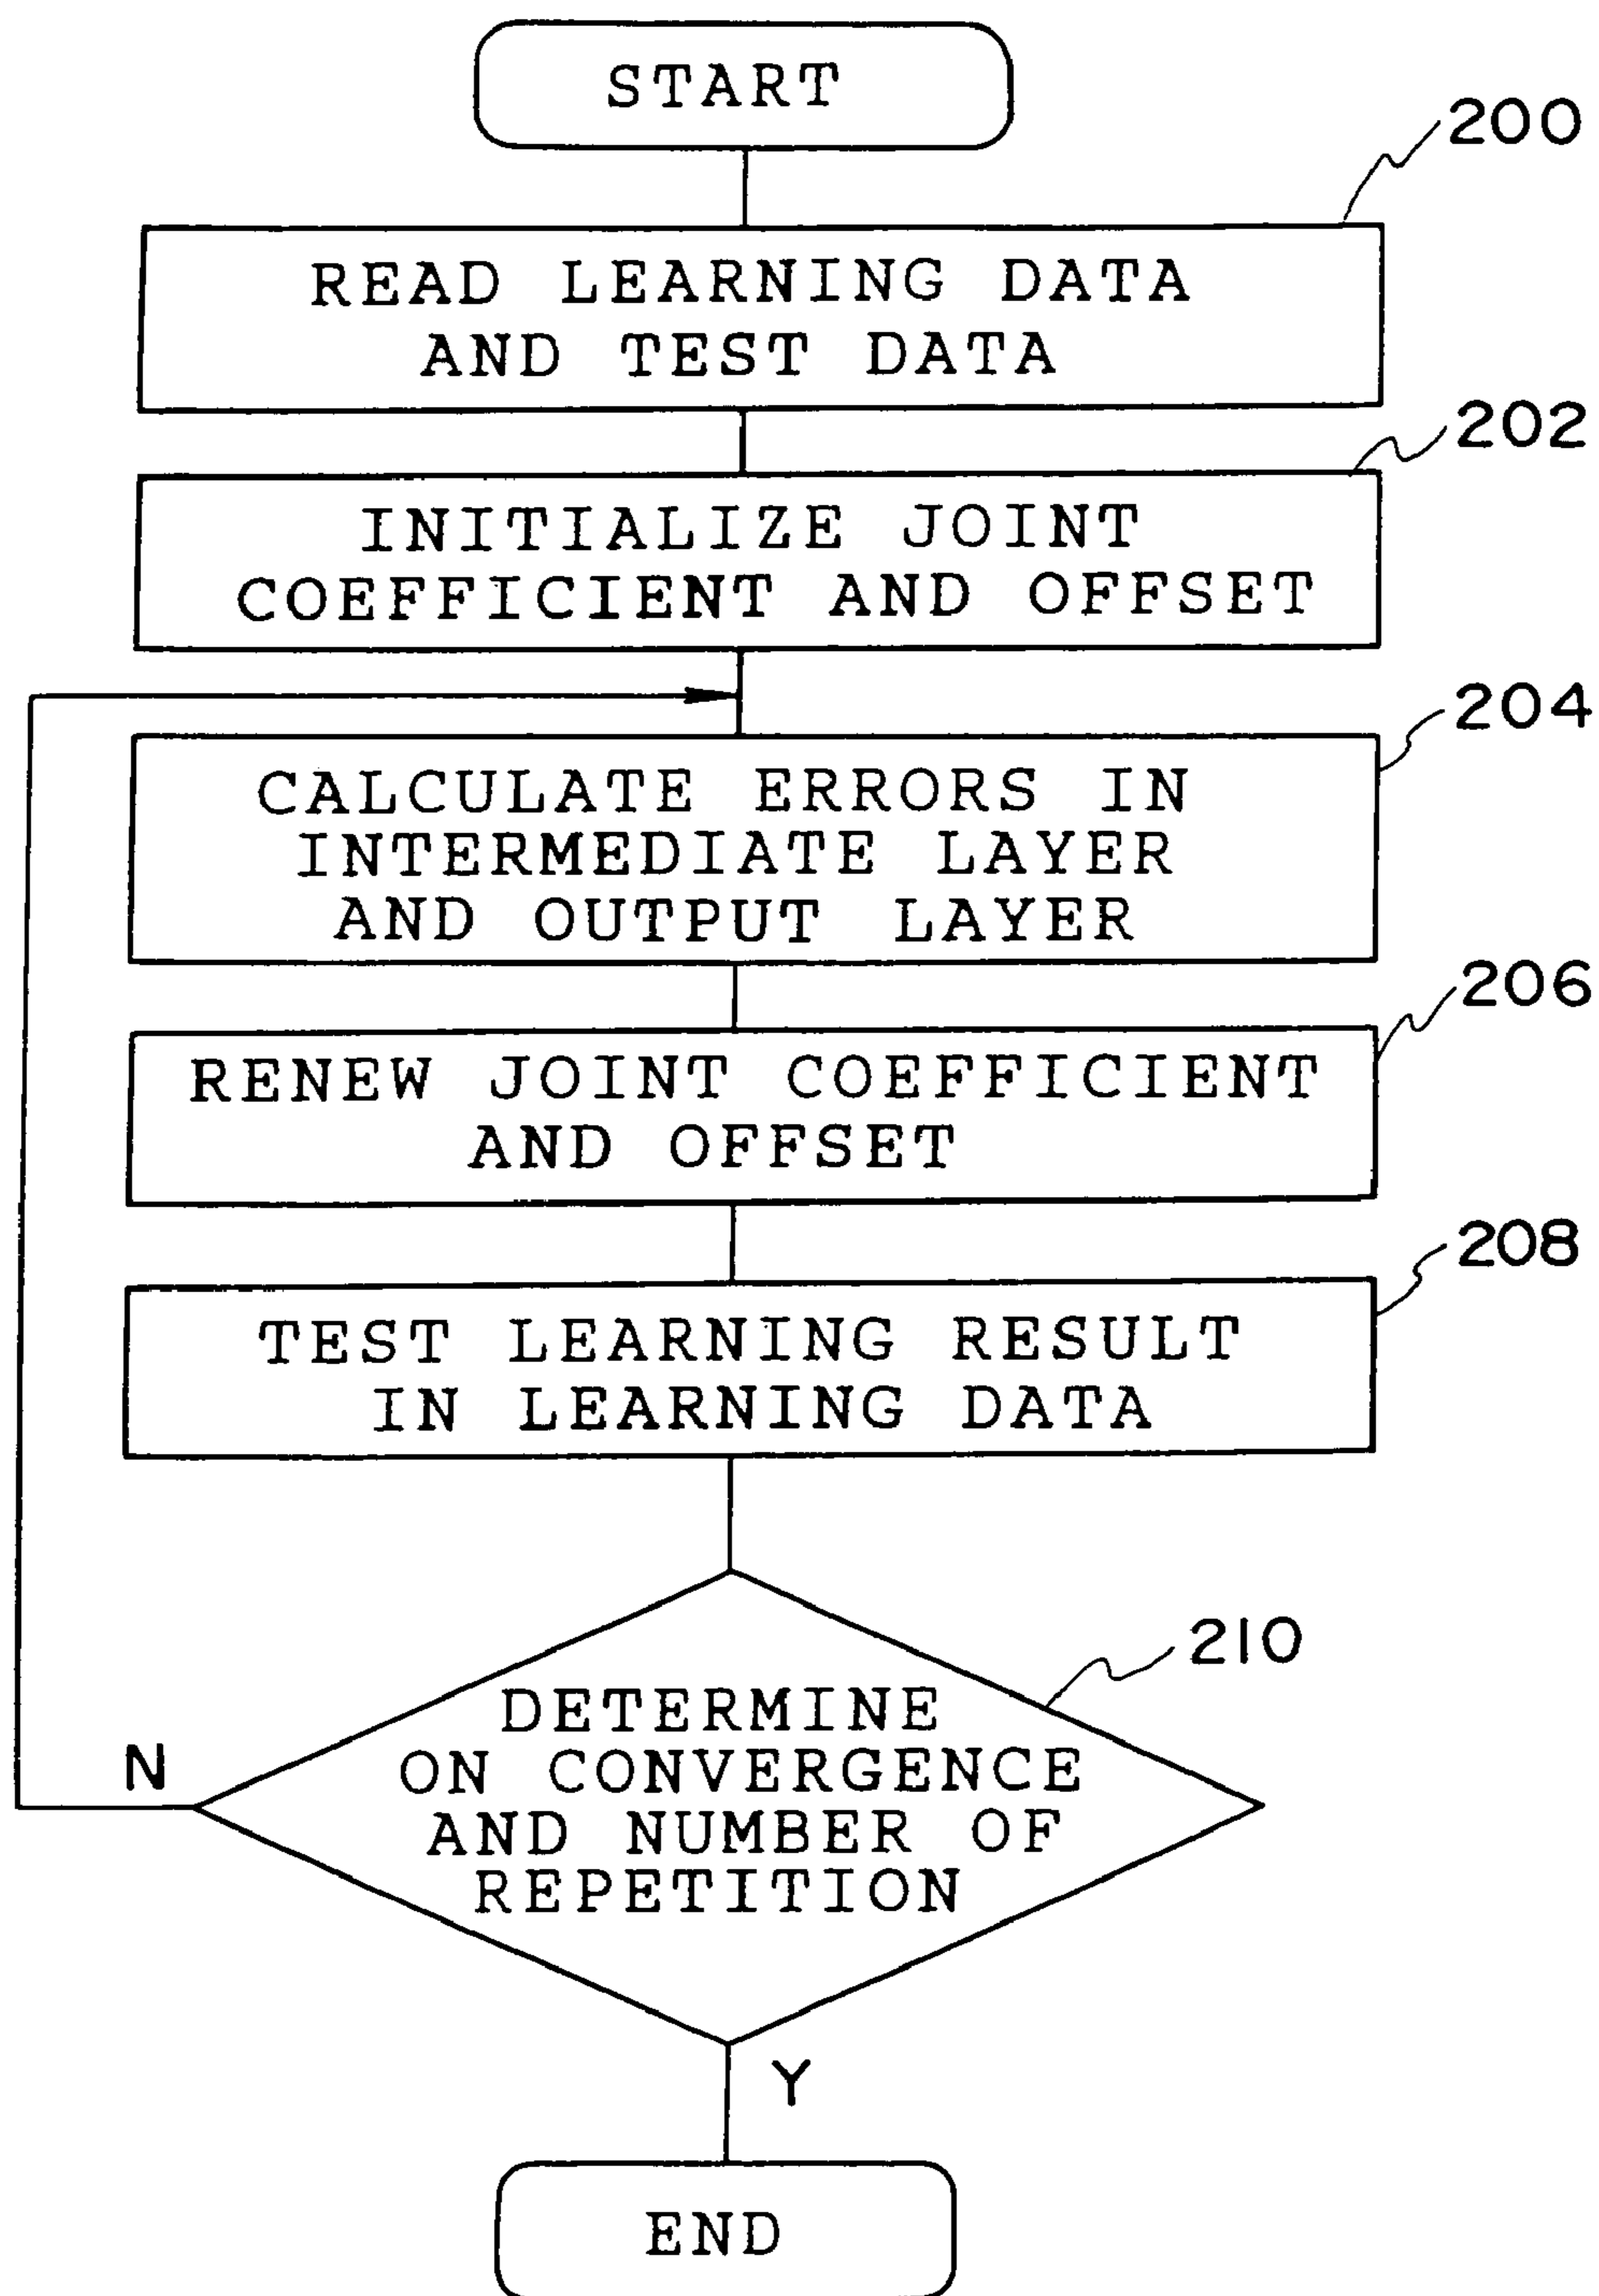 START
200
READ LEARNING DATA
AND TEST DATA
202
INITIALIZE JOINT
COEFFICIENT AND OFFSET
204
CALCULATE ERRORS IN
INTERMEDIATE LAYER
AND OUTPUT LAYER
206
RENEW JOINT COEFFICIENT
AND OFFSET
208
TEST LEARNING RESULT
IN LEARNING DATA
210
DETERMINE
ON CONVERGENCE
AND NUMBER OF
REPETITION
N
Y
END